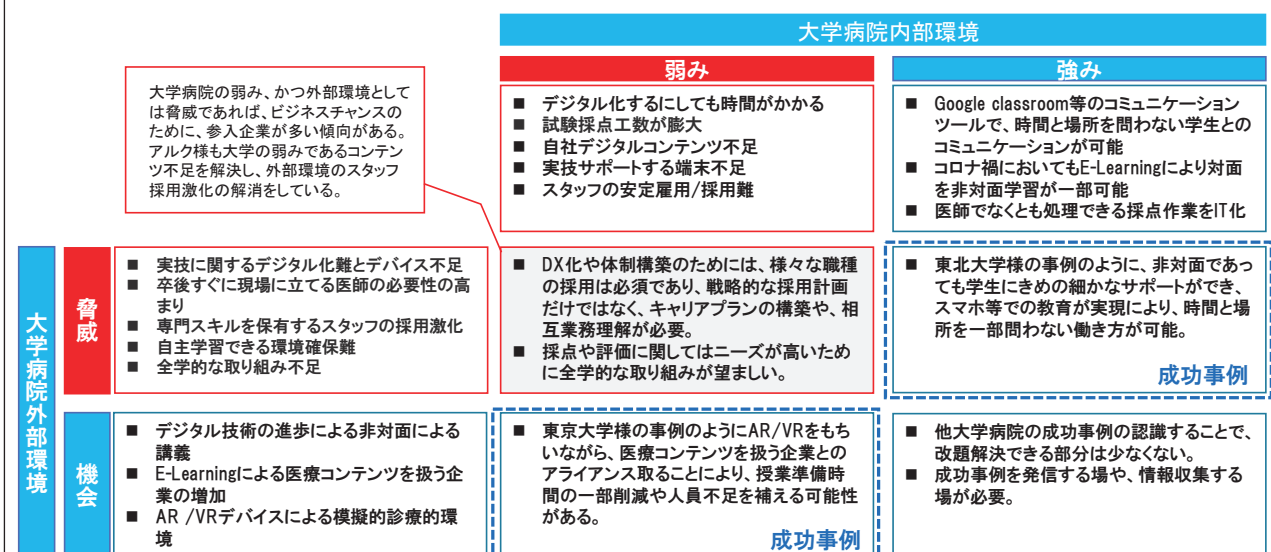 大学病院内部環境
弱み
強み
大学病院の弱み、かつ外部環境として
は脅威であれば、ビジネスチャンスの
ために、参入企業が多い傾向がある。
アルク様も大学の弱みであるコンテン
ツ不足を解決し、外部環境のスタッフ
採用激化の解消をしている。
■ デジタル化するにしても時間がかかる
■ 試験採点工数が膨大
■ 自社デジタルコンテンツ不足
■ 実技サポートする端末不足
■ スタッフの安定雇用/採用難
■ Google classroom等のコミュニケーション
ツールで、時間と場所を問わない学生との
コミュニケーションが可能
■ コロナ禍においてもE-Learningにより対面
を非対面学習が一部可能
■ 医師でなくとも処理できる採点作業をIT化
大学病院外部環境
脅威
■ 実技に関するデジタル化難とデバイス不足
■ 卒後すぐに現場に立てる医師の必要性の高
まり
■ 専門スキルを保有するスタッフの採用激化
■ 自主学習できる環境確保難
■ 全学的な取り組み不足
■ DX化や体制構築のためには、様々な職種
の採用は必須であり、戦略的な採用計画
だけではなく、キャリアプランの構築や、相
互業務理解が必要。
■ 採点や評価に関してはニーズが高いため
に全学的な取り組みが望ましい。
■ 東北大学様の事例のように、非対面であっ
ても学生にきめの細かなサポートができ、
スマホ等での教育が実現により、時間と場
所を一部問わない働き方が可能。
成功事例
機会
■ デジタル技術の進歩による非対面による
講義
■ E-Learningによる医療コンテンツを扱う企
業の増加
■ AR /VRデバイスによる模擬的診療的環
境
■ 東京大学様の事例のようにAR/VRをもち
いながら、医療コンテンツを扱う企業との
アライアンス取ることにより、授業準備時
間の一部削減や人員不足を補える可能性
がある。
成功事例
■ 他大学病院の成功事例の認識することで、
改題解決できる部分は少なくない。
■ 成功事例を発信する場や、情報収集する
場が必要。